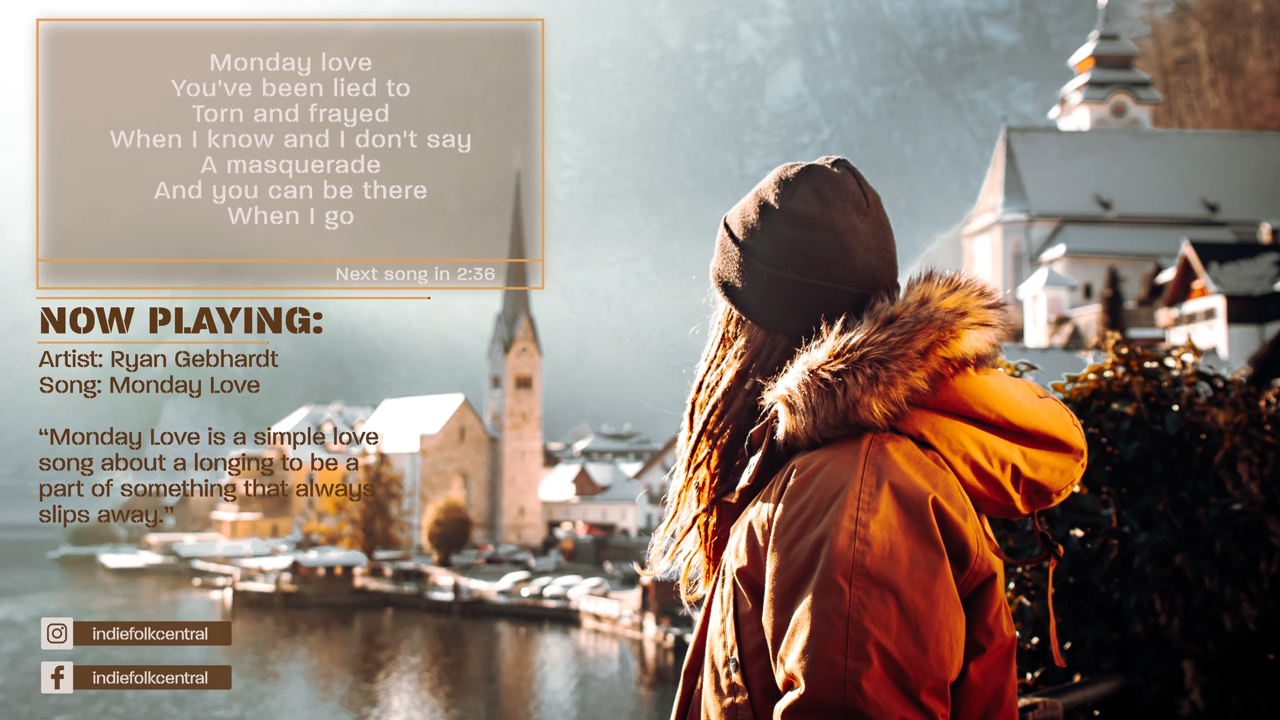 Monday love
You've been lied to
Torn and frayed
When I know and I don't say
A masquerade
And you can be there
When I go
Next song in 2:36
NOW PLAYING:
Artist: Ryan Gebhardt
Song: Monday Love
“Monday Love is a simple love
song about a longing to be a
part of something that always
slips away.”
indiefolkcentral
indiefolkcentral